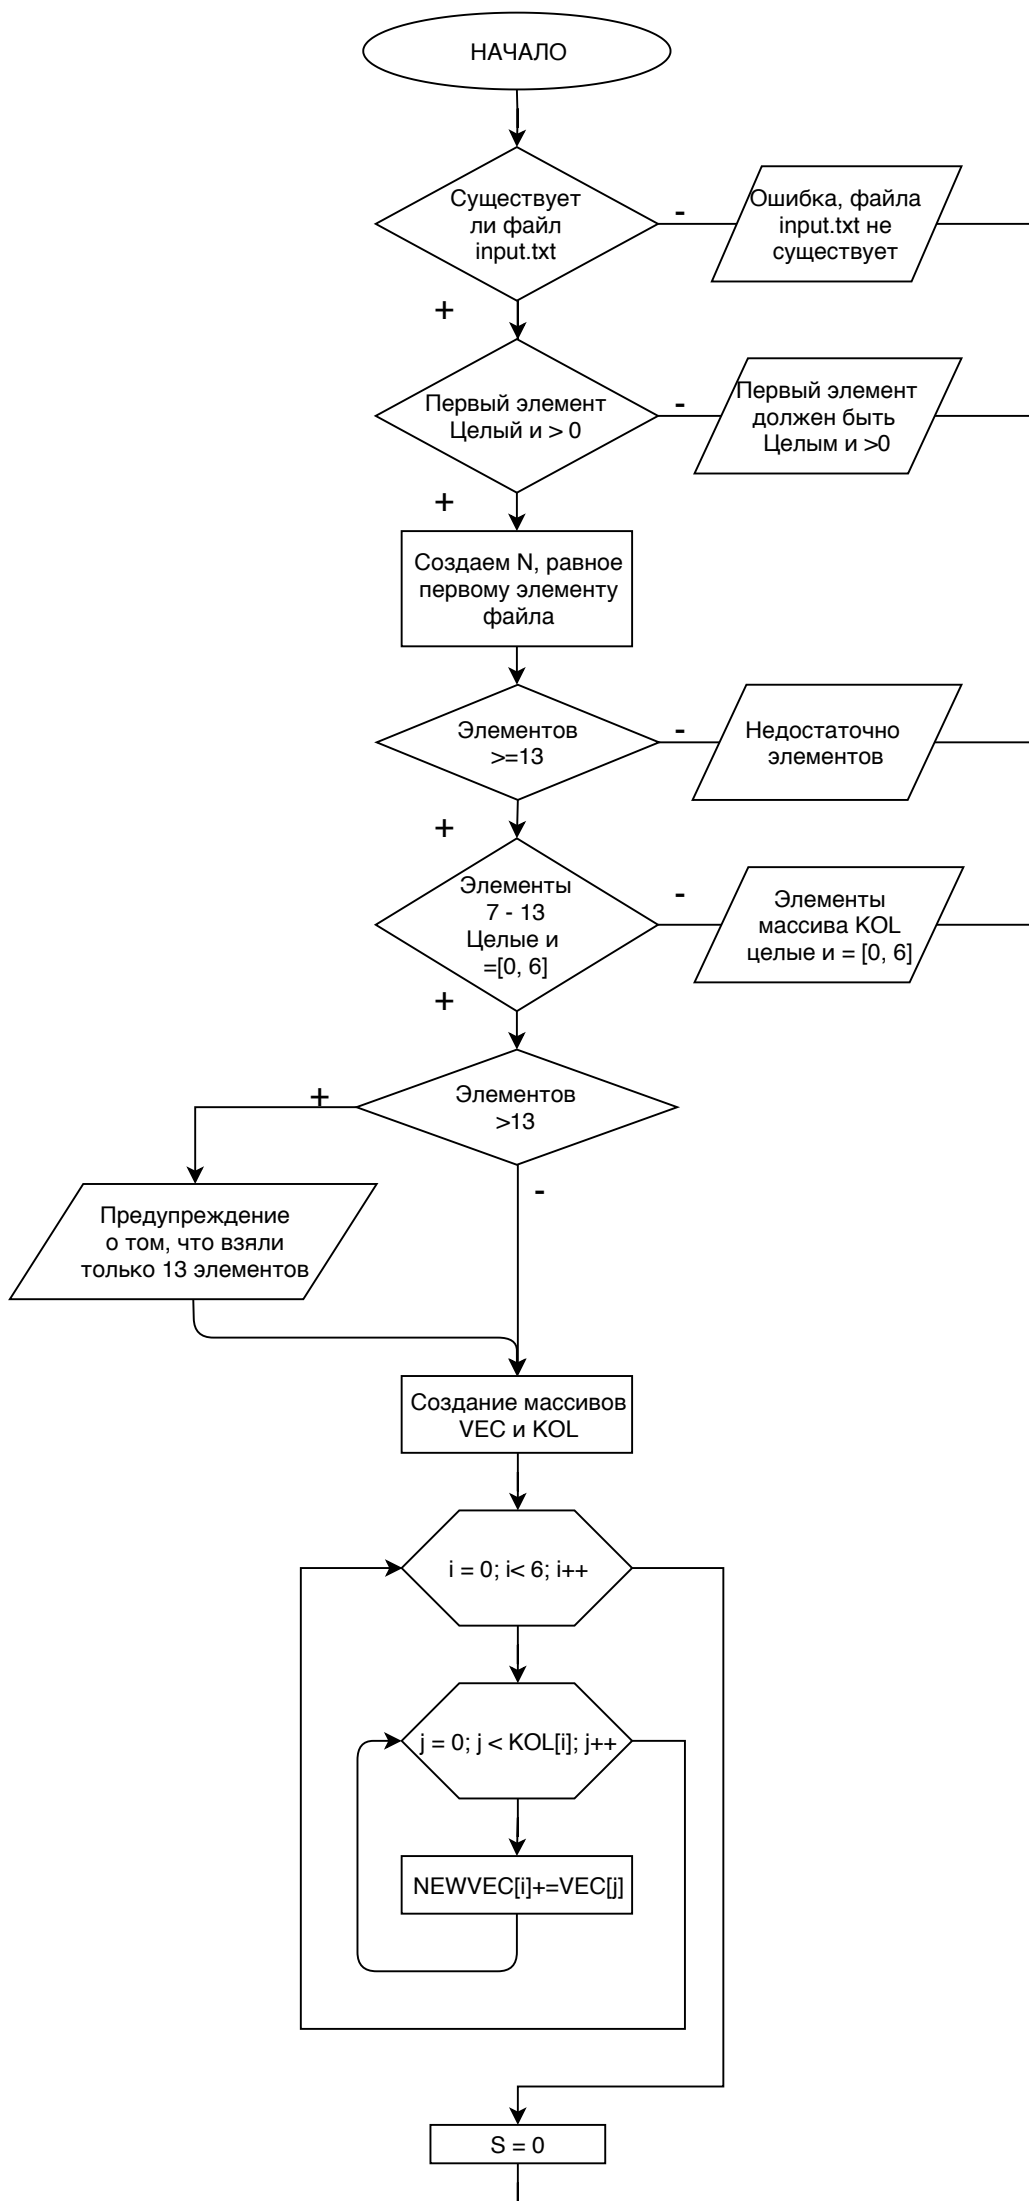 НАЧАЛО
Существует
ли файл
input.txt
-
Ошибка, файла
input.txt не
существует
+
Первый элемент
Целый и > 0
-
Первый элемент
должен быть
Целым и >0
+
Создаем N, равное
первому элементу
файла
Элементов
>=13
-
Недостаточно
элементов
+
Элементы
7 - 13
Целые и
=[0, 6]
-
Элементы
массива KOL
целые и = [0, 6]
+
Элементов
>13
+
-
Предупреждение
о том, что взяли
только 13 элементов
Создание массивов
VEC и KOL
i = 0; i< 6; i++
j = 0; j < KOL[i]; j++
NEWVEC[i]+=VEC[j]
S = 0